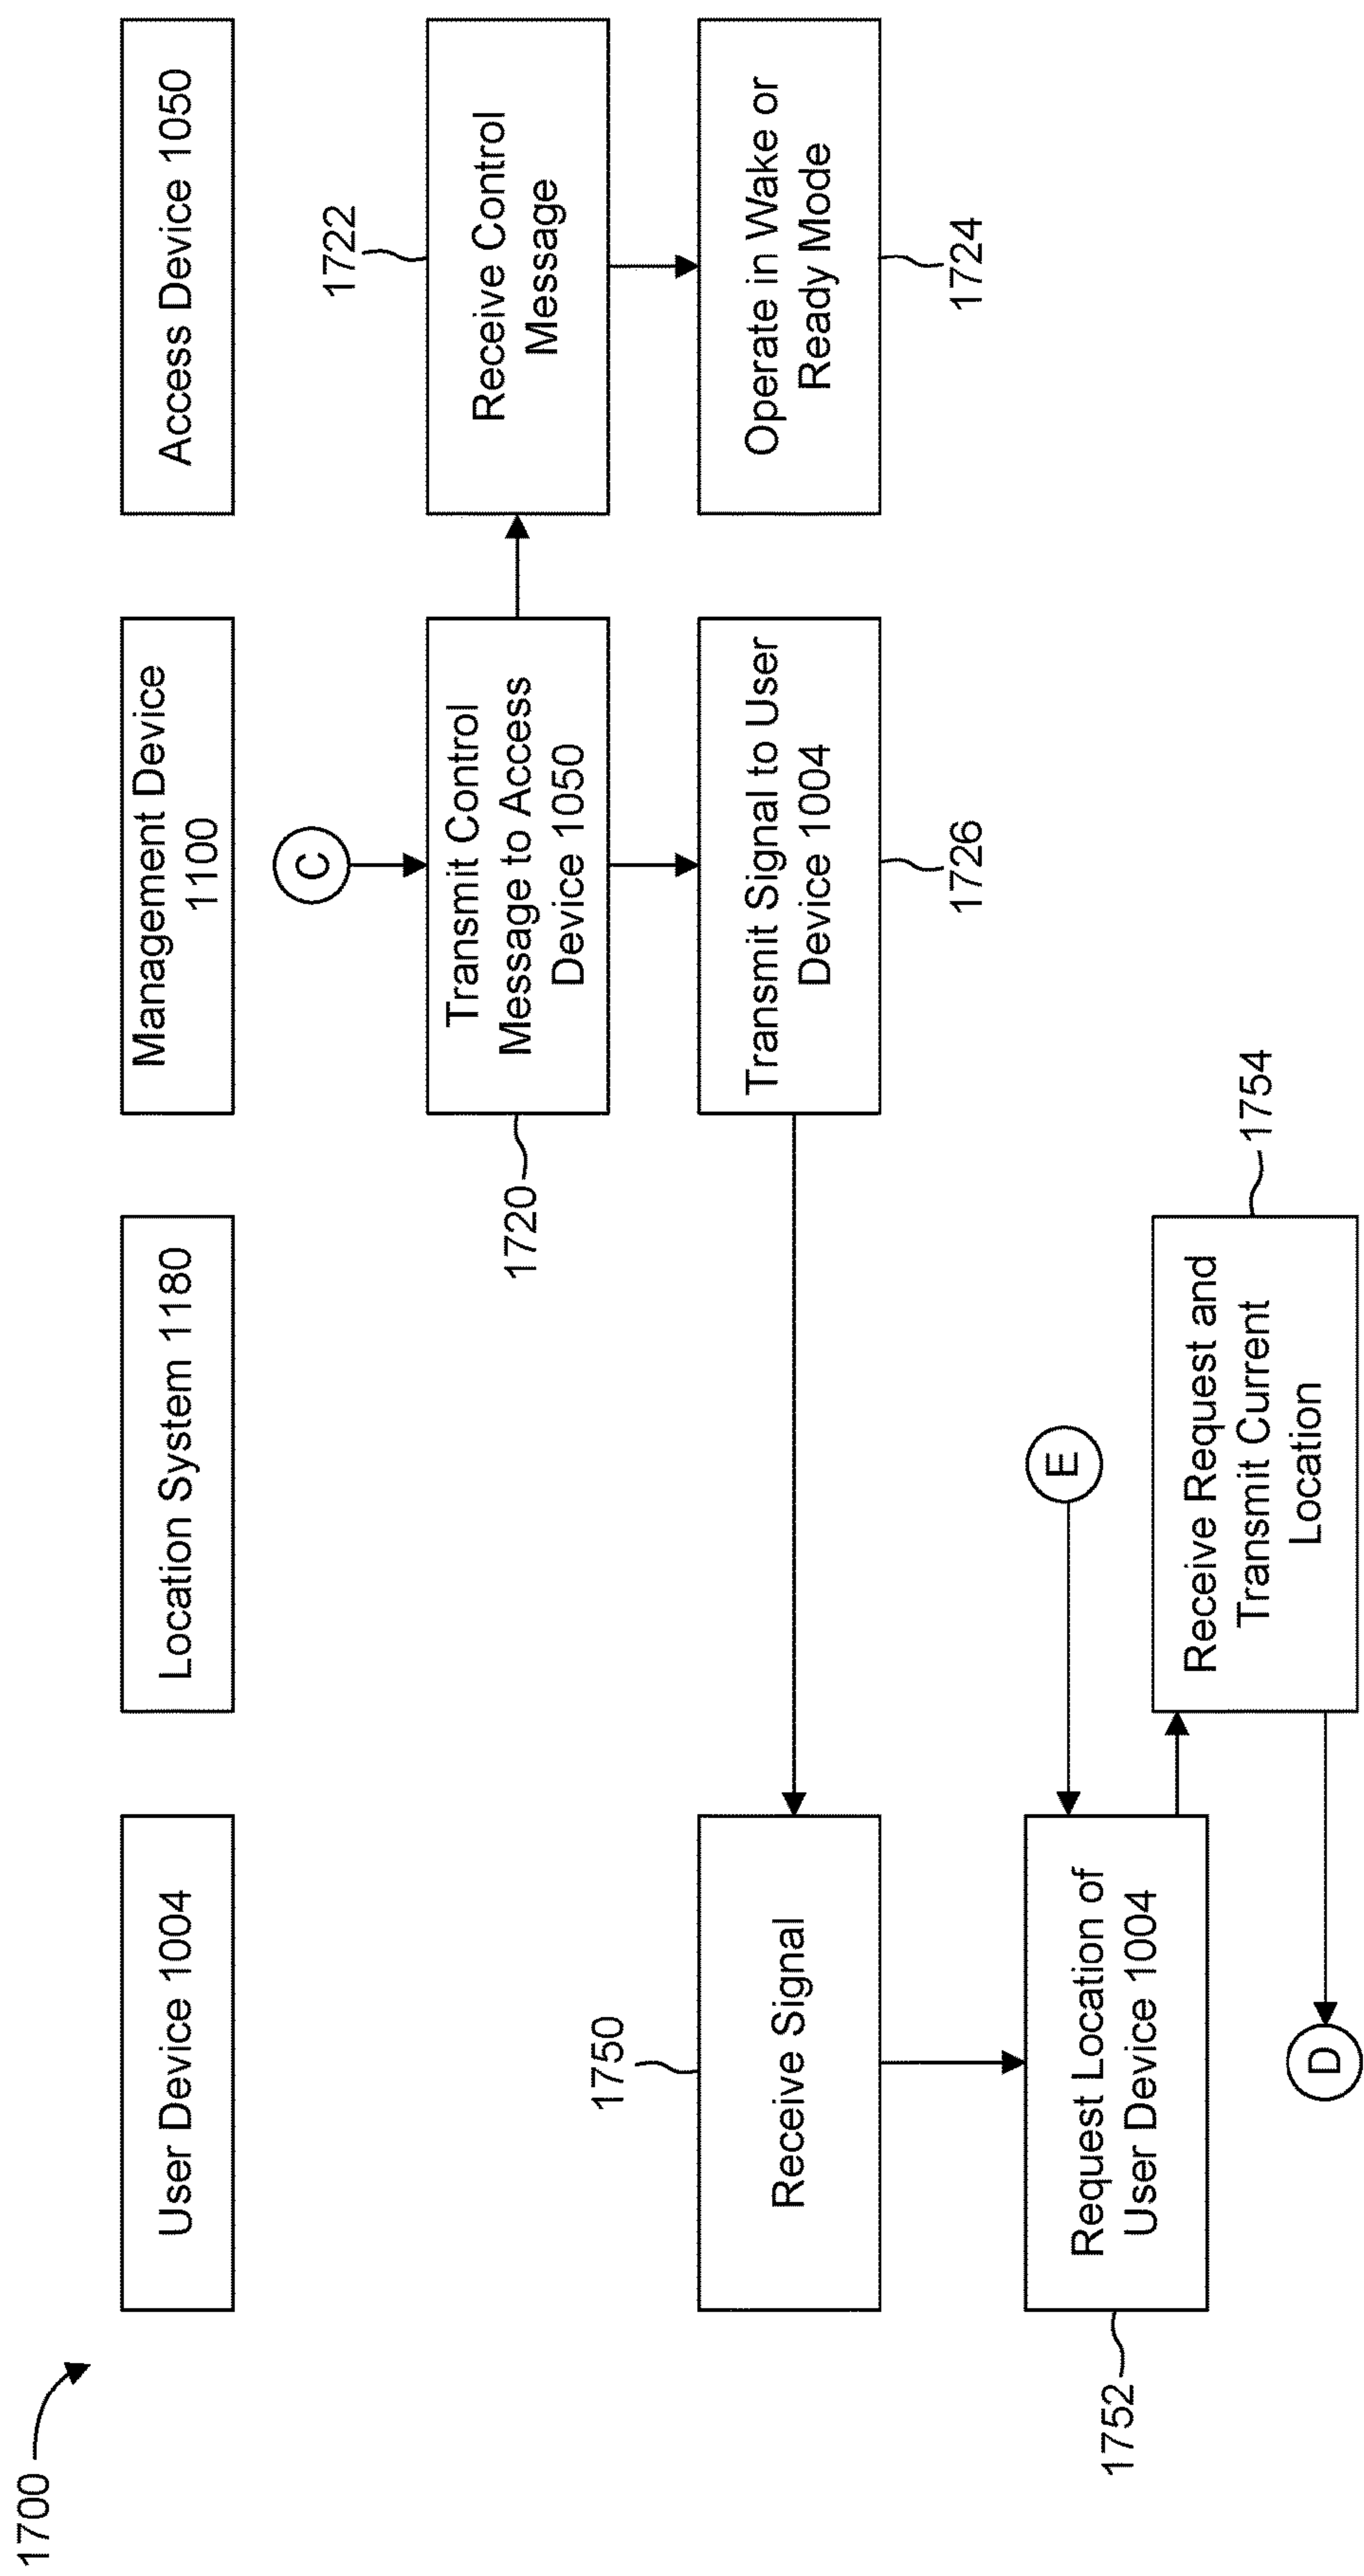 1700
User Device 1004
Location System 1180
Management Device
1100
Access Device 1050
C
1722
Transmit Control
Message to Access
Device 1050
Receive Control
Message
1720
1750
Receive Signal
Transmit Signal to User
Device 1004
Operate in Wake or
Ready Mode
1726
1724
E
Request Location of
User Device 1004
1752
1754
Receive Request and
Transmit Current
Location
D